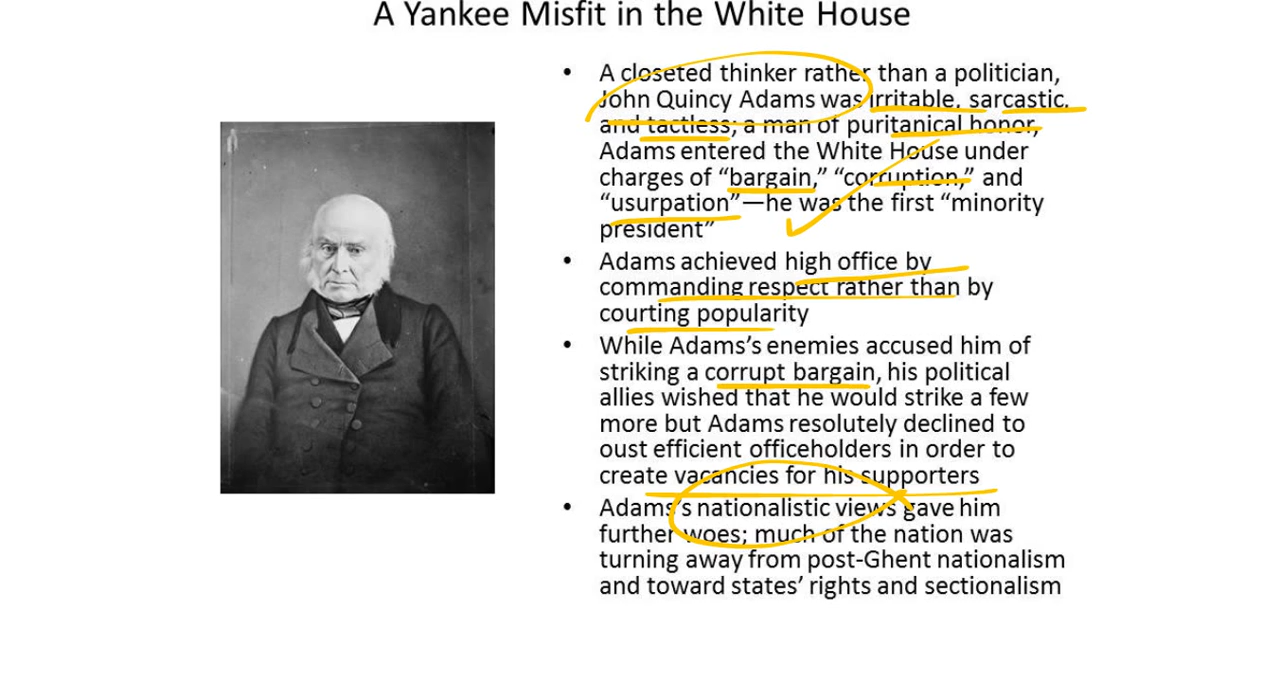 A Yankee Misfit in the White House
• A closeted thinker rather than a politician,
John Quincy Adams was irritable, sarcastic,
and tactless; a man of puritanical honor,
Adams entered the White House under
charges of “bargain,” “corruption,” and
“usurpation”—he was the first “minority
president”
• Adams achieved high office by
commanding respect rather than by
courting popularity
• While Adams’s enemies accused him of
striking a corrupt bargain, his political
allies wished that he would strike a few
more but Adams resolutely declined to
oust efficient officeholders in order to
create vacancies for his supporters
• Adams’s nationalistic views gave him
further woes; much of the nation was
turning away from post-Ghent nationalism
and toward states’ rights and sectionalism